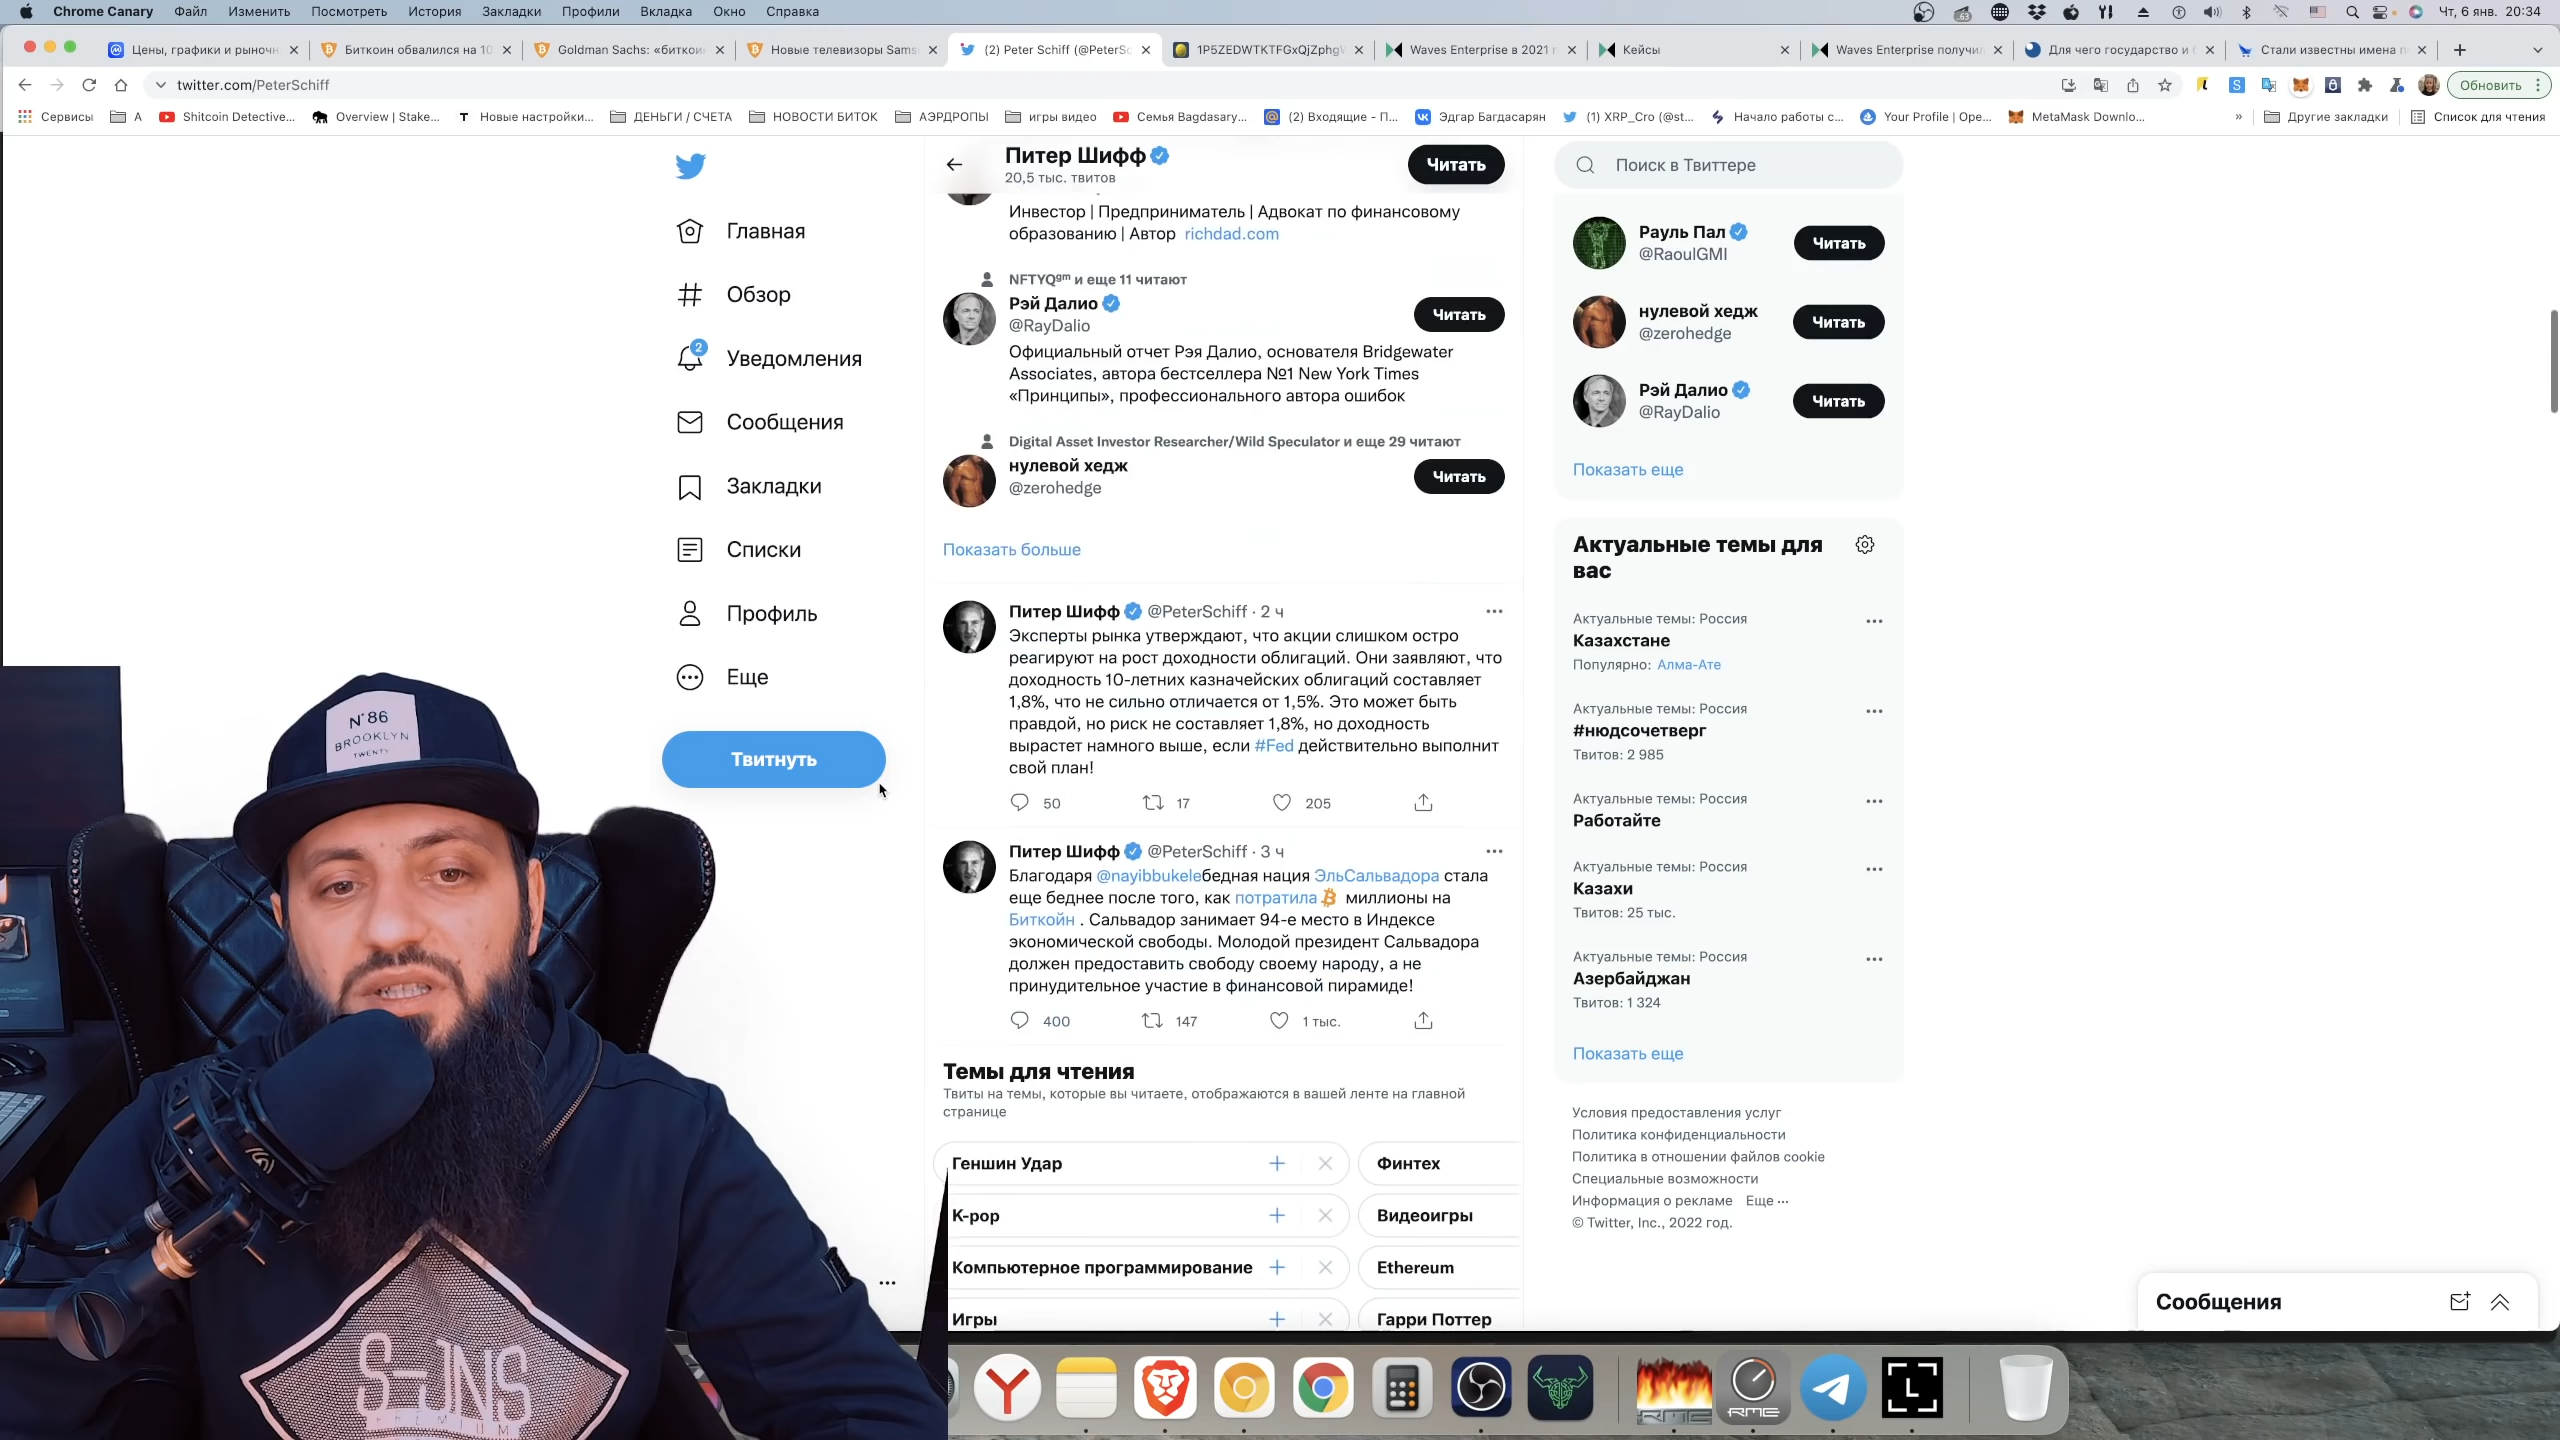 Chrome Canary Файл Изменить Посмотреть История Закладки Профили Вкладка Окно Справка
63
Чт, 6 янв. 20:34
Цены, графики и рыночн
Биткоин обвалился на 10
Goldman Sachs: «биткои
Новые телевизоры Sams
(2) Peter Schiff (@PeterSc
1P5ZEDWTKTFGxQjZphgV
Waves Enterprise в 2021 г
Кейсы
Waves Enterprise получил
Для чего государство и б
Стали известны имена п
twitter.com/PeterSchiff
Обновить
Сервисы
А
Shitcoin Detective...
Overview | Stake...
Новые настройки...
ДЕНЬГИ / СЧЕТА
НОВОСТИ БИТОК
АЭРДРОПЫ
игры видео
Семья Bagdasary...
(2) Входящие - П...
Эдгар Багдасарян
(1) XRP_Cro (@st...
Начало работы с...
Your Profile | Ope...
MetaMask Downlo...
»
Другие закладки
Список для чтения
Главная
Обзор
2
Уведомления
Сообщения
Закладки
Списки
Профиль
Еще
Твитнуть
Питер Шифф
20,5 тыс. твитов
Читать
Инвестор | Предприниматель | Адвокат по финансовому
образованию | Автор richdad.com
NFTYQᵍᵐ и еще 11 читают
Рэй Далио
@RayDalio
Читать
Официальный отчет Рэя Далио, основателя Bridgewater
Associates, автора бестселлера №1 New York Times
«Принципы», профессионального автора ошибок
Digital Asset Investor Researcher/Wild Speculator и еще 29 читают
нулевой хедж
@zerohedge
Читать
Показать больше
Питер Шифф @PeterSchiff · 2 ч
Эксперты рынка утверждают, что акции слишком остро
реагируют на рост доходности облигаций. Они заявляют, что
доходность 10-летних казначейских облигаций составляет
1,8%, что не сильно отличается от 1,5%. Это может быть
правдой, но риск не составляет 1,8%, но доходность
вырастет намного выше, если #Fed действительно выполнит
свой план!
50 17 205
Питер Шифф @PeterSchiff · 3 ч
Благодаря @nayibbukeleбедная нация ЭльСальвадора стала
еще беднее после того, как потратила миллионы на
Биткойн . Сальвадор занимает 94-е место в Индексе
экономической свободы. Молодой президент Сальвадора
должен предоставить свободу своему народу, а не
принудительное участие в финансовой пирамиде!
400 147 1 тыс.
Темы для чтения
Твиты на темы, которые вы читаете, отображаются в вашей ленте на главной
странице
Геншин Удар
Финтех
K-pop
Видеоигры
Компьютерное программирование
Ethereum
Игры
Гарри Поттер
Поиск в Твиттере
Рауль Пал
@RaoulGMI
Читать
нулевой хедж
@zerohedge
Читать
Рэй Далио
@RayDalio
Читать
Показать еще
Актуальные темы для
вас
Актуальные темы: Россия
Казахстане
Популярно: Алма-Ате
Актуальные темы: Россия
#нюдсочетверг
Твитов: 2 985
Актуальные темы: Россия
Работайте
Актуальные темы: Россия
Казахи
Твитов: 25 тыс.
Актуальные темы: Россия
Азербайджан
Твитов: 1 324
Показать еще
Условия предоставления услуг
Политика конфиденциальности
Политика в отношении файлов cookie
Специальные возможности
Информация о рекламе Еще ···
© Twitter, Inc., 2022 год.
Сообщения
N°86
BROOKLYN
TWENTY
S-JNS
PREMIUM
RME
RME